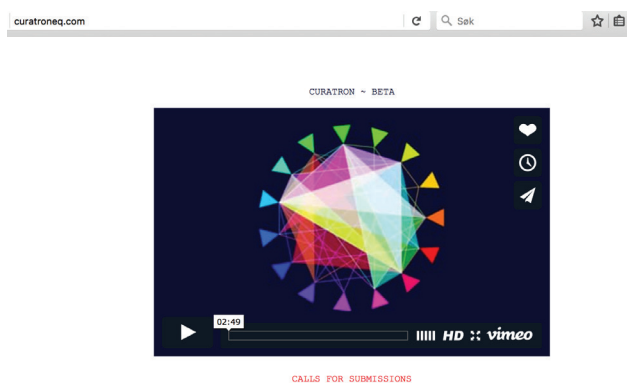 curatroneq.com
Søk
CURATRON ~ BETA
02:49
HD vimeo
CALLS FOR SUBMISSIONS